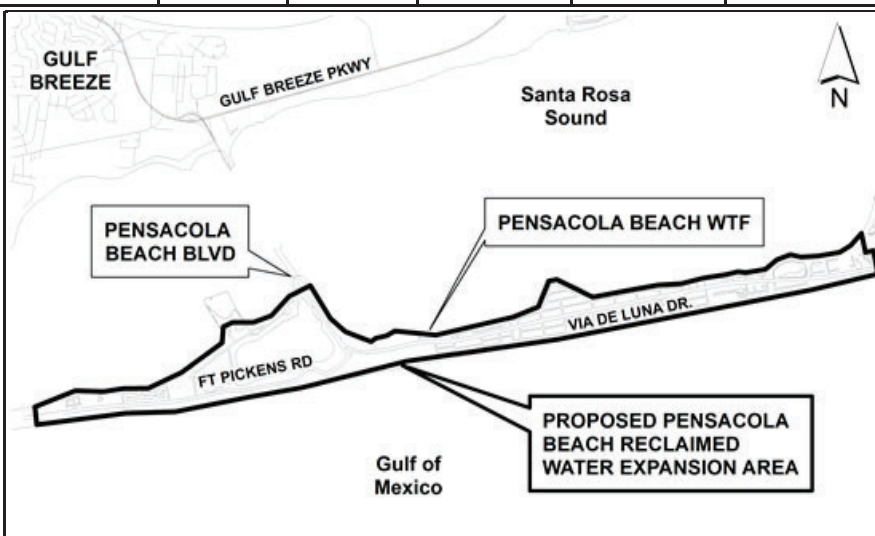 GULF
BREEZE
GULF BREEZE PKWY
Santa Rosa
Sound
N
PENSACOLA
BEACH BLVD
PENSACOLA BEACH WTF
VIA DE LUNA DR.
FT PICKENS RD
PROPOSED PENSACOLA
BEACH RECLAIMED
WATER EXPANSION AREA
Gulf of
Mexico